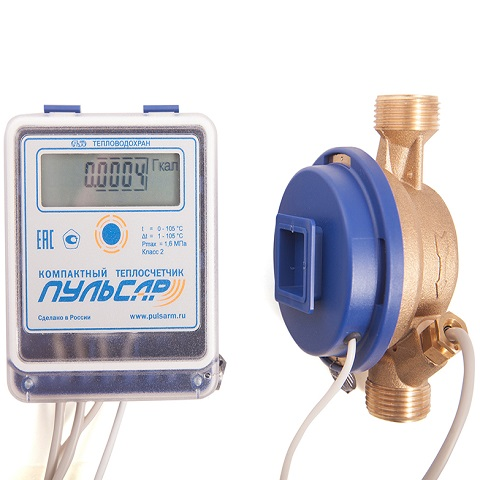 ТЕПЛОВОДОХРАН
0.0004 Гкал
t = 0 - 105 °C
Δt = 1 - 105 °C
Pmax = 1,6 МПа
Класс 2
EAC
КОМПАКТНЫЙ ТЕПЛОСЧЕТЧИК
ПУЛЬСАР
Сделано в России
www.pulsarm.ru